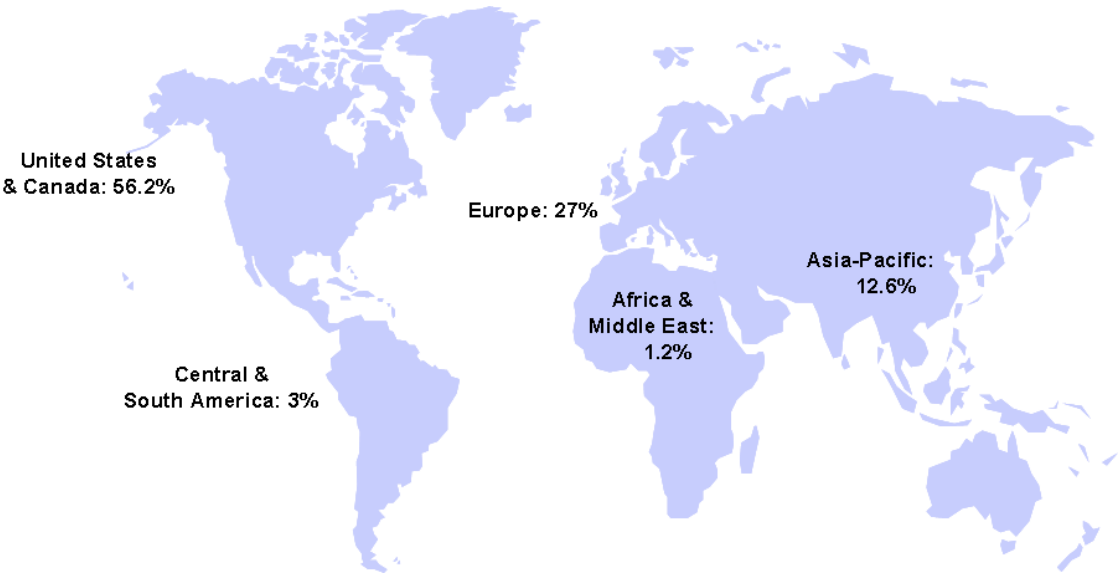 United States
& Canada: 56.2%
Europe: 27%
Asia-Pacific:
12.6%
Africa &
Middle East:
1.2%
Central &
South America: 3%